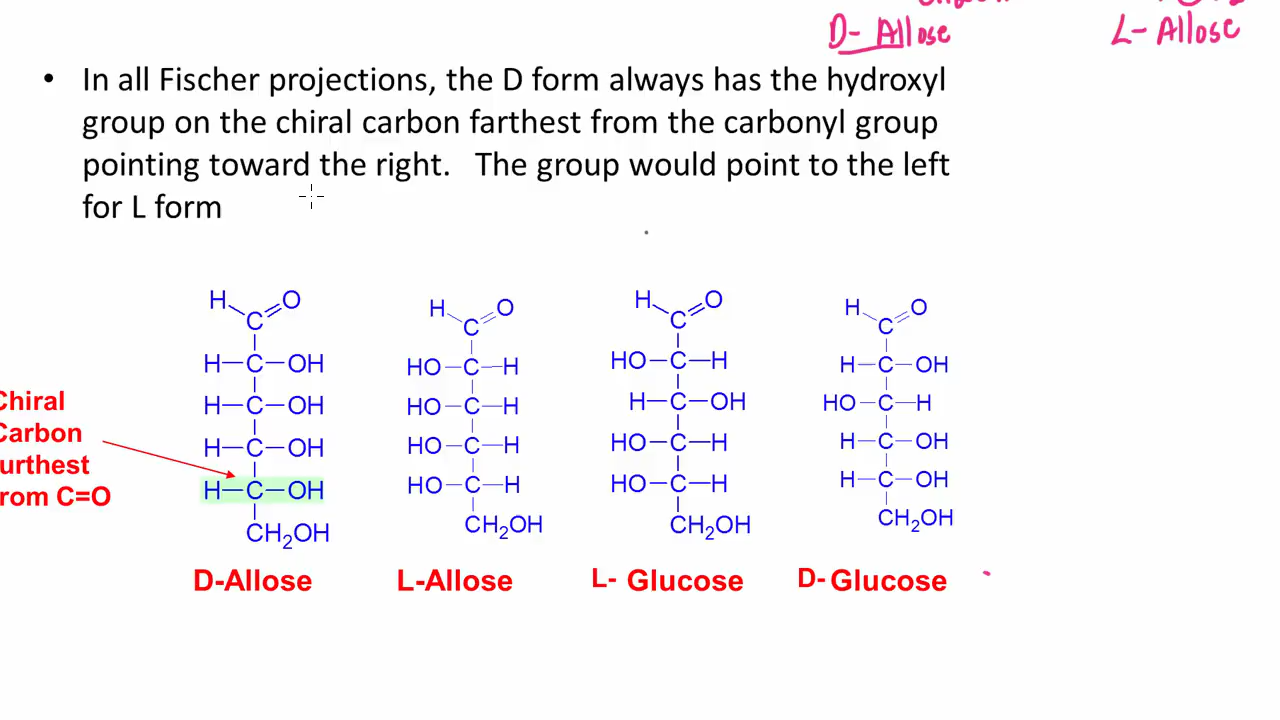 D- Allose L- Allose
• In all Fischer projections, the D form always has the hydroxyl
group on the chiral carbon farthest from the carbonyl group
pointing toward the right. The group would point to the left
for L form
H O H O H O H O
C C C C
H–C–OH HO–C–H HO–C–H H–C–OH
H–C–OH HO–C–H H–C–OH HO–C–H
H–C–OH HO–C–H HO–C–H H–C–OH
H–C–OH HO–C–H HO–C–H H–C–OH
CH2OH CH2OH CH2OH CH2OH
Chiral
Carbon
urthest
rom C=O
D-Allose L-Allose L- Glucose D- Glucose